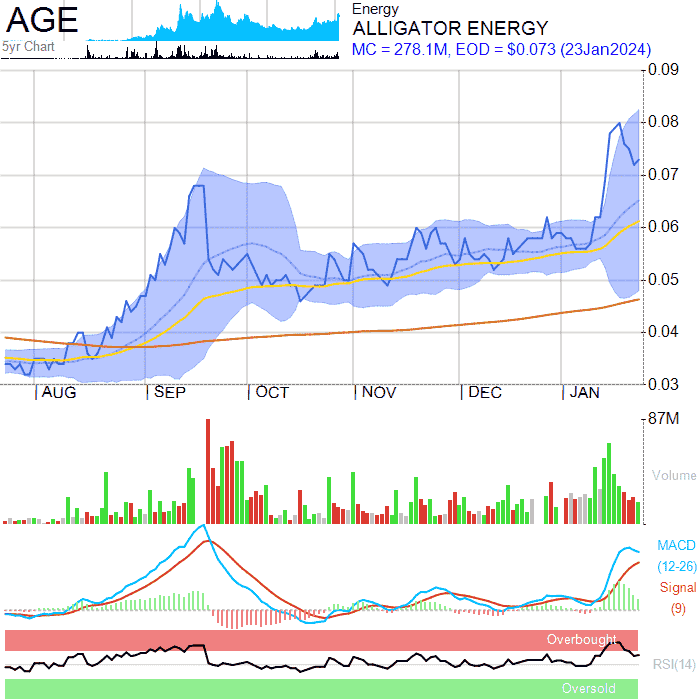 AGE
5yr Chart
Energy
ALLIGATOR ENERGY
MC = 278.1M, EOD = $0.073 (23Jan2024)
0.09
0.08
0.07
0.06
0.05
0.04
0.03
AUG SEP OCT NOV DEC JAN
87M
Volume
MACD
(12-26)
Signal
(9)
Overbought
RSI(14)
Oversold